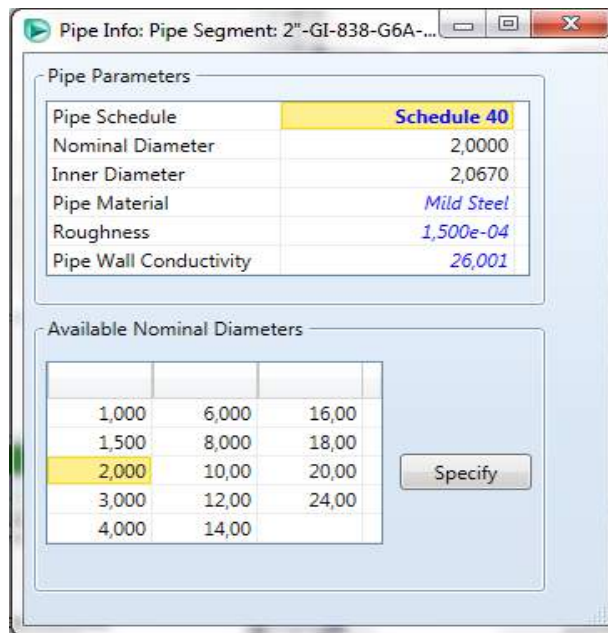 Pipe Info: Pipe Segment: 2"-GI-838-G6A-...
Pipe Parameters
Pipe Schedule Schedule 40
Nominal Diameter 2,0000
Inner Diameter 2,0670
Pipe Material Mild Steel
Roughness 1,500e-04
Pipe Wall Conductivity 26,001
Available Nominal Diameters
1,000 6,000 16,00
1,500 8,000 18,00
2,000 10,00 20,00
3,000 12,00 24,00
4,000 14,00
Specify